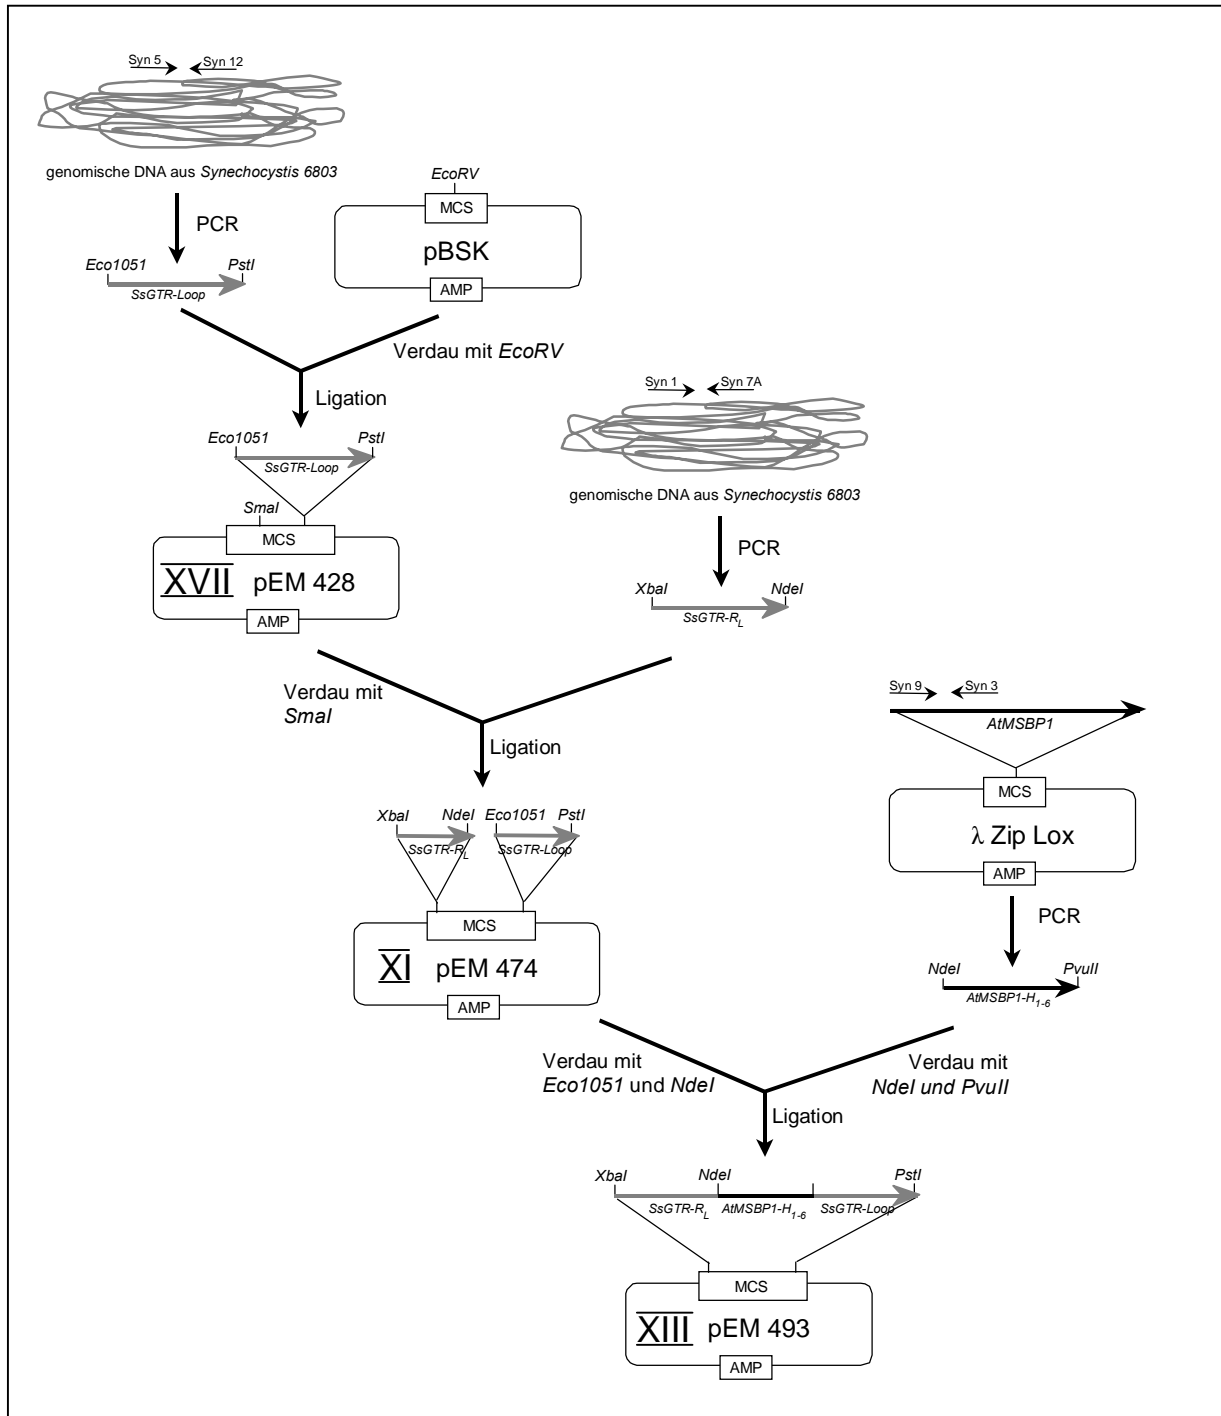 Syn 5 Syn 12
genomische DNA aus Synechocystis 6803
PCR
Eco1051 PstI
SsGTR-Loop
EcoRV
MCS
pBSK
AMP
Verdau mit EcoRV
Ligation
Eco1051 PstI
SsGTR-Loop
SmaI
MCS
XVII pEM 428
AMP
Syn 1 Syn 7A
genomische DNA aus Synechocystis 6803
PCR
XbaI NdeI
SsGTR-RL
Verdau mit
SmaI
Ligation
Syn 9 Syn 3
AtMSBP1
MCS
λ Zip Lox
AMP
PCR
NdeI PvuII
AtMSBP1-H1-6
XbaI NdeI Eco1051 PstI
SsGTR-RL SsGTR-Loop
MCS
XI pEM 474
AMP
Verdau mit
Eco1051 und NdeI
Verdau mit
NdeI und PvuII
Ligation
XbaI NdeI PstI
SsGTR-RL AtMSBP1-H1-6 SsGTR-Loop
MCS
XIII pEM 493
AMP